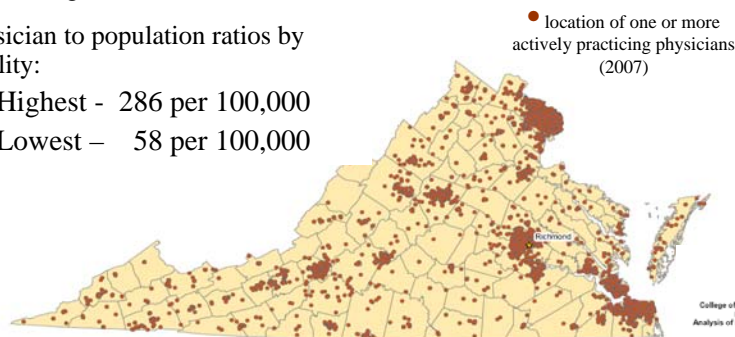 sician to population ratios by
lity:
Highest - 286 per 100,000
Lowest – 58 per 100,000
location of one or more
actively practicing physicians
(2007)
Richmond
College of
Analysis of